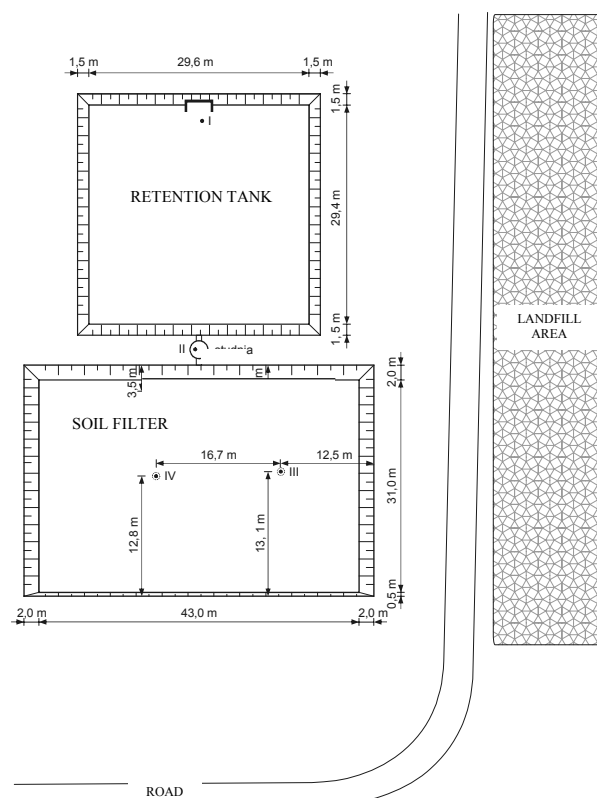 1,5 m 29,6 m 1,5 m
1,5 m
I
RETENTION TANK
29,4 m
1,5 m
II
LANDFILL
AREA
3,5 m
m
2,0 m
SOIL FILTER
16,7 m 12,5 m
IV III
12,8 m
13, 1 m
31,0 m
0,5 m
2,0 m 43,0 m 2,0 m
ROAD